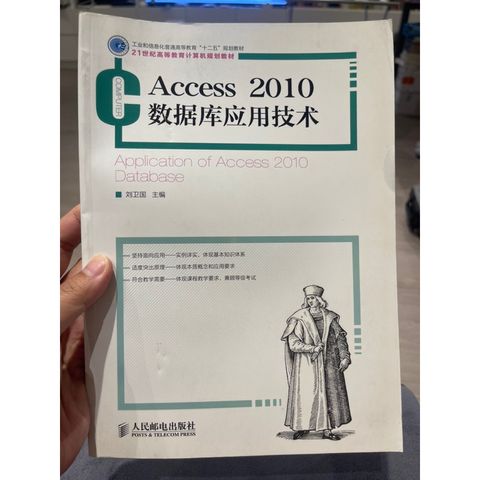 工业和信息化普通高等教育“十二五”规划教材
21世纪高等教育计算机规划教材
COMPUTER
Access 2010
数据库应用技术
Application of Access 2010
Database
刘卫国 主编
坚持面向应用——实例详实,体现基本知识体系
适度突出原理——体现本质概念和应用要求
符合教学需要——体现课程教学要求,兼顾等级考试
人民邮电出版社
POSTS & TELECOM PRESS